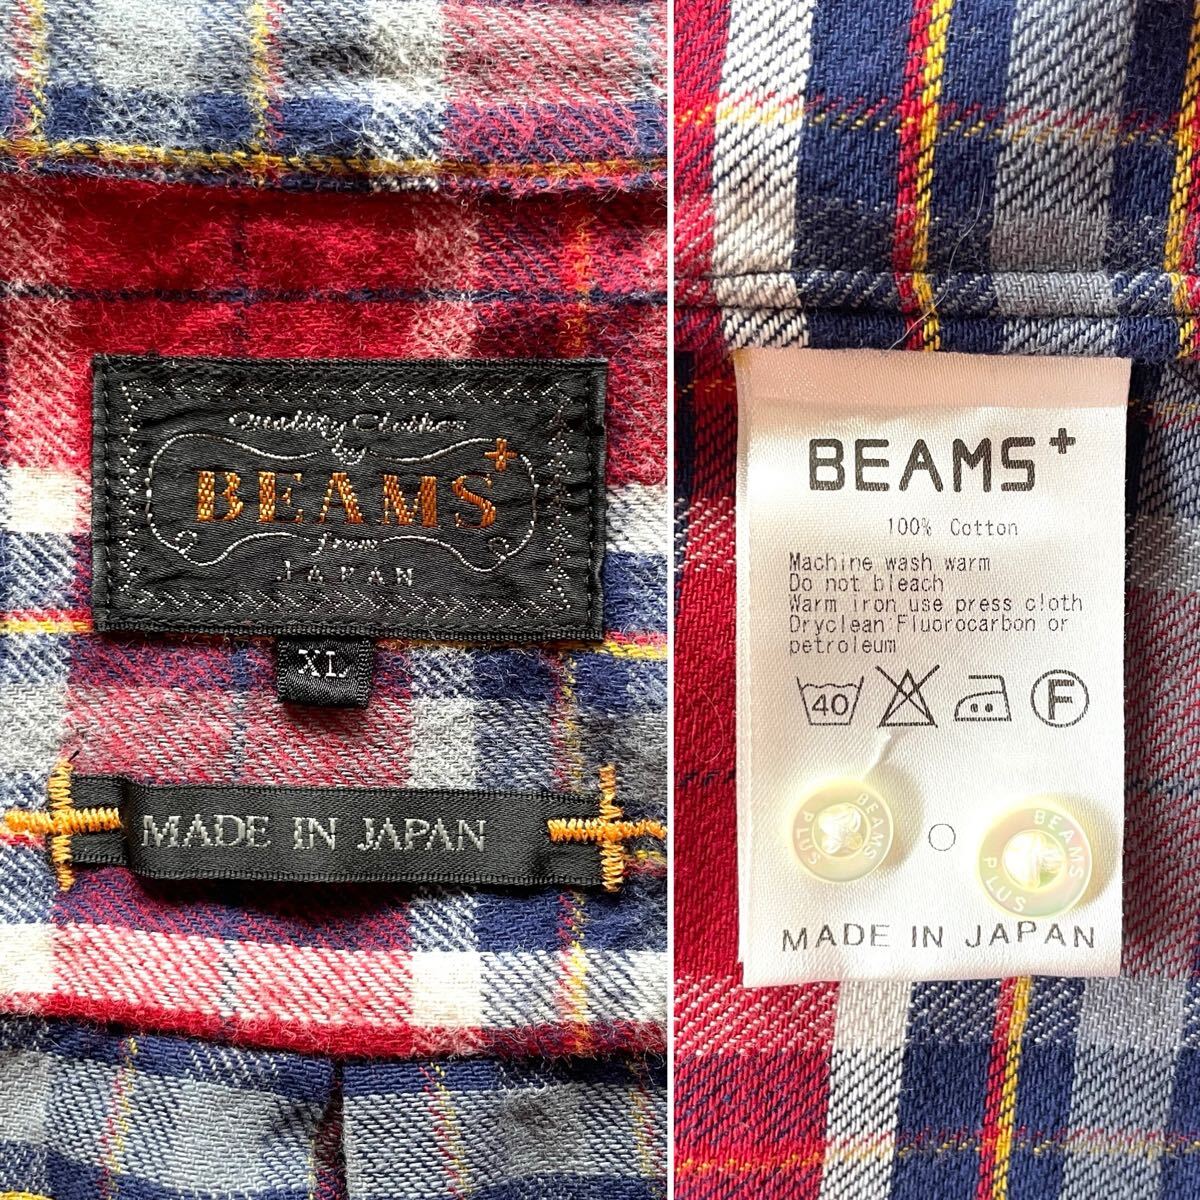 Quality Clothes
by
BEAMS+
from
JAPAN
XL
MADE IN JAPAN
BEAMS+
100% Cotton
Machine wash warm
Do not bleach
Warm iron use press cloth
Dryclean Fluorocarbon or
petroleum
40
F
BEAMS PLUS
BEAMS PLUS
MADE IN JAPAN